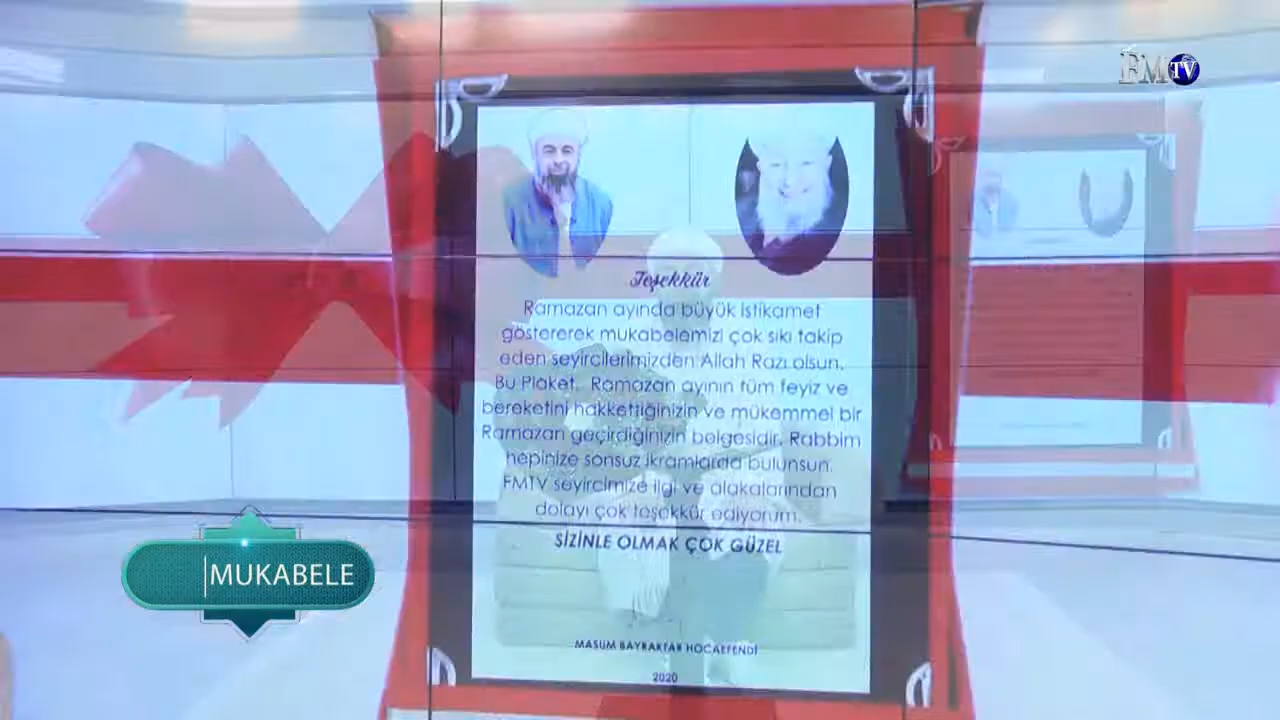 FMTV
Teşekkür
Ramazan ayında büyük istikamet
göstererek mukabelemizi çok sıkı takip
eden seyircilerimizden Allah Razı olsun.
Bu Plaket. Ramazan ayının tüm feyiz ve
bereketini hakkettiğinizin ve mükemmel bir
Ramazan geçirdiğinizin belgesidir. Rabbim
hepinize sonsuz ikramlarda bulunsun.
FMTV seyircimize ilgi ve alakalarından
dolayı çok teşekkür ediyorum.
SİZİNLE OLMAK ÇOK GÜZEL
MUKABELE
MASUM BAYRAKTAR HOCAEFENDİ
2020